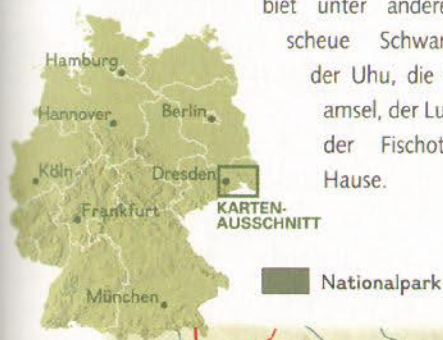 biet unter andere
scheue Schwar
der Uhu, die
amsel, der Lu
der Fischot
Hause.
Hamburg
Hannover
Berlin
Köln
Dresden
Frankfurt
KARTEN-
AUSSCHNITT
München
Nationalpark